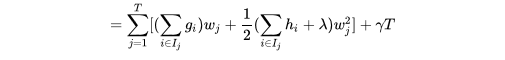 $= \sum_{j=1}^{T} [(\sum_{i \in I_j} g_i) w_j + \frac{1}{2} (\sum_{i \in I_j} h_i + \lambda) w_j^2] + \gamma T$